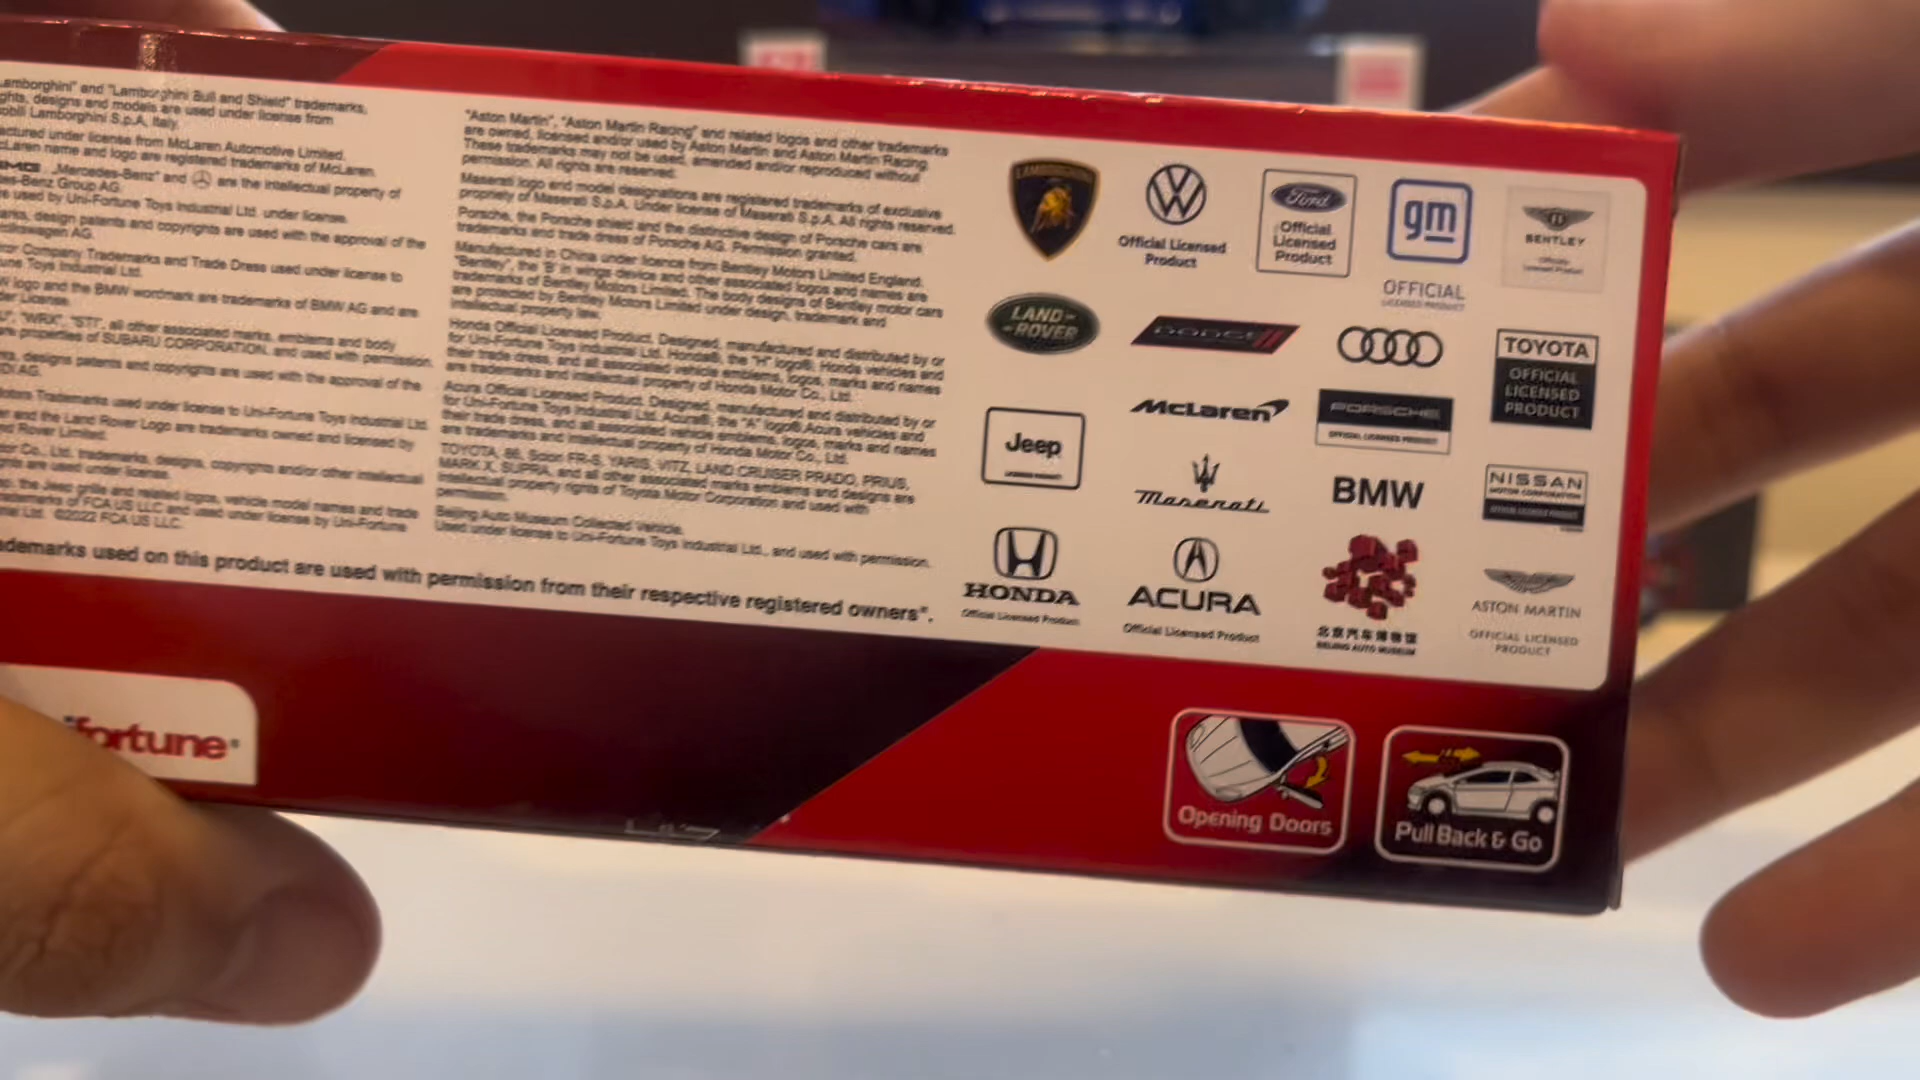 Lamborghini" and "Lamborghini Bull and Shield" trademarks,
designs and models are used under license from
Lamborghini S.p.A, Italy.
under license from McLaren Automotive Limited.
McLaren name and logo are registered trademarks of McLaren.
AMG, „Mercedes-Benz" and are the intellectual property of
Group AG.
used by Uni-Fortune Toys Industrial Ltd. under license.
design patents and copyrights are used with the approval of the
Volkswagen AG.
Company Trademarks and Trade Dress used under license to
Toys Industrial Ltd.
logo and the BMW wordmark are trademarks of BMW AG and are
License.
"WRX", "STI", all other associated marks, emblems and body
are properties of SUBARU CORPORATION, and used with permission.
designs patents and copyrights are used with the approval of the
AG.
Trademarks used under license to Uni-Fortune Toys Industrial Ltd.
and the Land Rover Logo are trademarks owned and licensed by
Rover Limited.
Co., Ltd. trademarks, designs, copyrights and/or other intellectual
are used under license.
the Jeep grille and related logos, vehicle model names and trade
trademarks of FCA US LLC and used under license by Uni-Fortune
Ltd. ©2022 FCA US LLC.
"Aston Martin", "Aston Martin Racing" and related logos and other trademarks
are owned, licensed and/or used by Aston Martin and Aston Martin Racing.
These trademarks may not be used, amended and/or reproduced without
permission. All rights are reserved.
Maserati logo and model designations are registered trademarks of exclusive
propriety of Maserati S.p.A. Under license of Maserati S.p.A. All rights reserved.
Porsche, the Porsche shield and the distinctive design of Porsche cars are
trademarks and trade dress of Porsche AG. Permission granted.
Manufactured in China under licence from Bentley Motors Limited England.
"Bentley", the 'B' in wings device and other associated logos and names are
trademarks of Bentley Motors Limited. The body designs of Bentley motor cars
are protected by Bentley Motors Limited under design, trademark and
intellectual property law.
Honda Official Licensed Product. Designed, manufactured and distributed by or
for Uni-Fortune Toys Industrial Ltd. Honda®, the "H" logo®, Honda vehicles and
their trade dress, and all associated vehicle emblems, logos, marks and names
are trademarks and intellectual property of Honda Motor Co., Ltd.
Acura Official Licensed Product. Designed, manufactured and distributed by or
for Uni-Fortune Toys Industrial Ltd. Acura®, the "A" logo®, Acura vehicles and
their trade dress, and all associated vehicle emblems, logos, marks and names
are trademarks and intellectual property of Honda Motor Co., Ltd.
TOYOTA, 86, Scion FR-S, YARIS, VITZ, LAND CRUISER PRADO, PRIUS,
MARK X, SUPRA, and all other associated marks emblems and designs are
intellectual property rights of Toyota Motor Corporation and used with
permission.
Beijing Auto Museum Collected Vehicle.
Used under license to Uni-Fortune Toys Industrial Ltd., and used with permission.
trademarks used on this product are used with permission from their respective registered owners".
LAMBORGHINI
Official Licensed
Product
Ford
Official
Licensed
Product
gm
OFFICIAL
LICENSED PRODUCT
BENTLEY
LAND-
-ROVER
DODGE
TOYOTA
OFFICIAL
LICENSED
PRODUCT
McLaren
PORSCHE
OFFICIAL LICENSED PRODUCT
Jeep
LICENSED PRODUCT
Maserati
BMW
NISSAN
MOTOR CORPORATION
OFFICIAL LICENSED PRODUCT
HONDA
Official Licensed Product
ACURA
Official Licensed Product
北京汽车博物馆
BEIJING AUTO MUSEUM
ASTON MARTIN
OFFICIAL LICENSED
PRODUCT
fortune
Opening Doors
Pull Back & Go